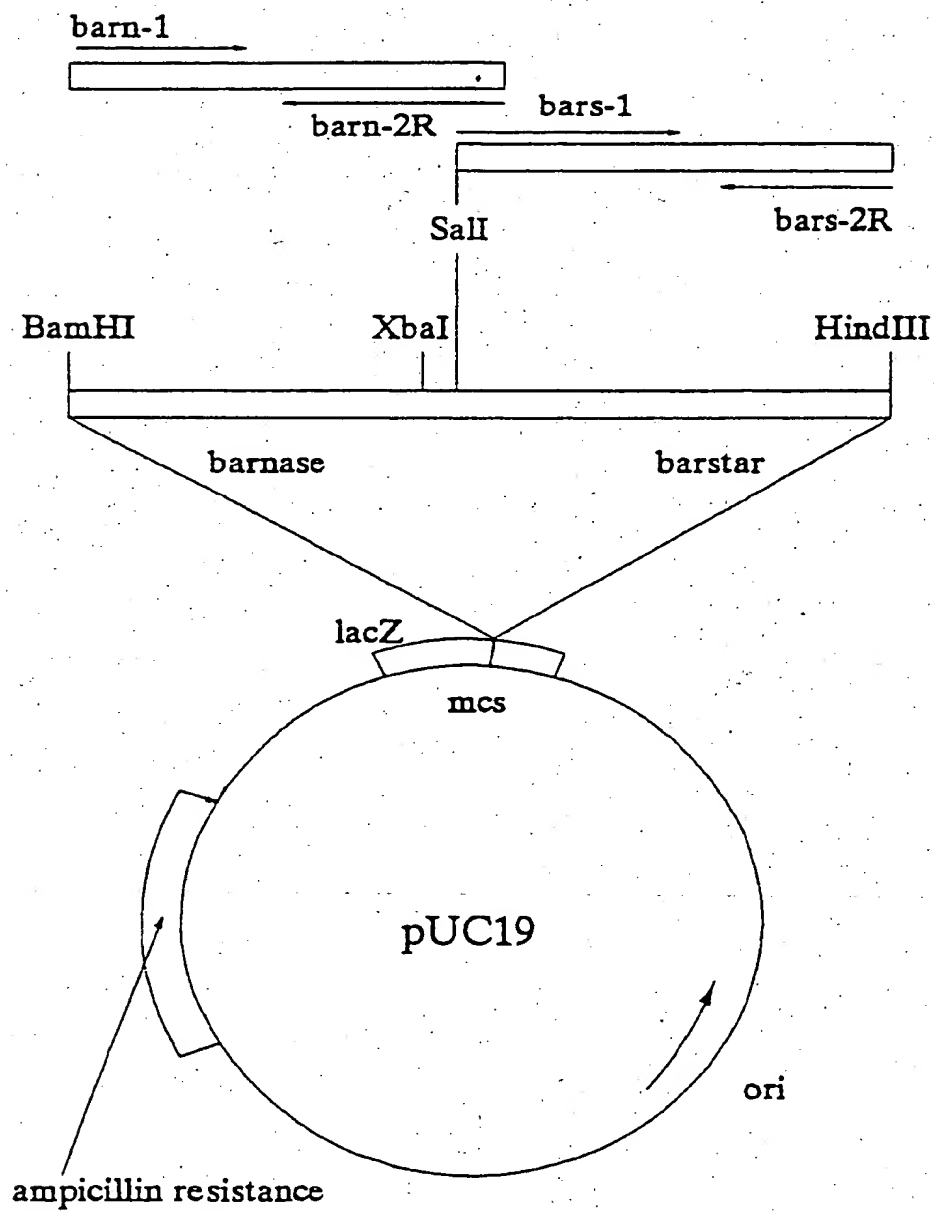 barn-1
barn-2R
bars-1
bars-2R
SalI
BamHI
XbaI
HindIII
barnase
barstar
lacZ
mcs
pUC19
ori
ampicillin resistance